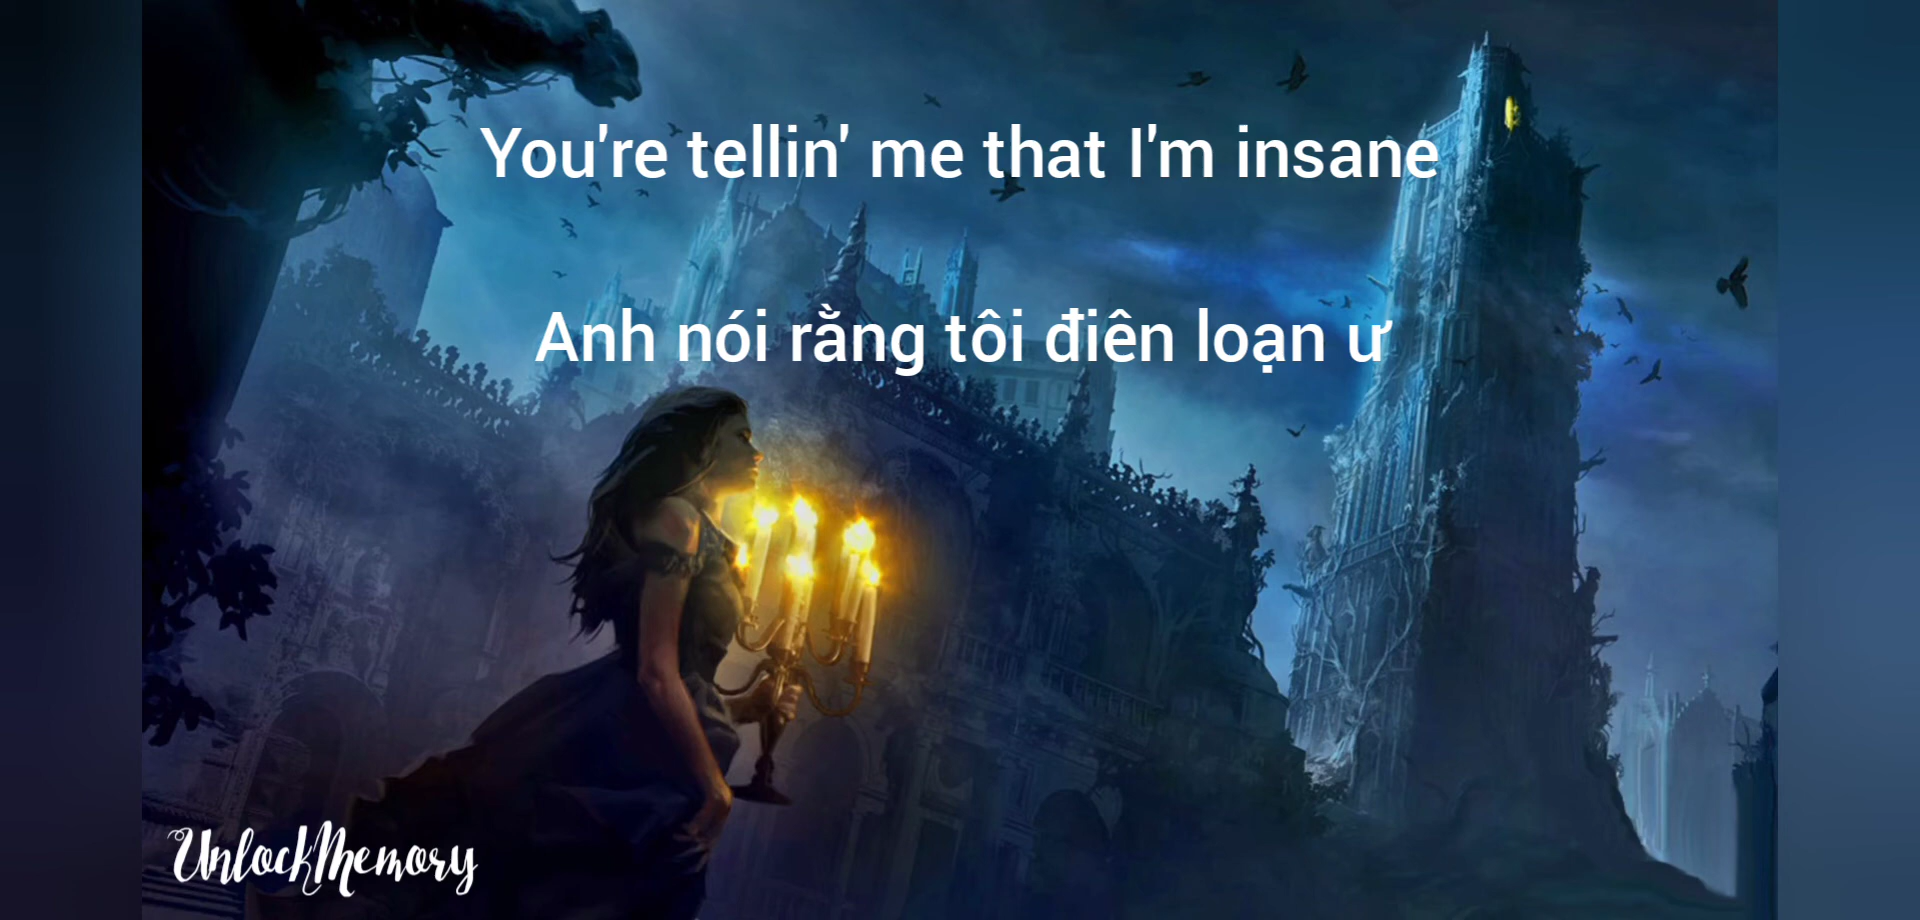 You're tellin' me that I'm insane
Anh nói rằng tôi điên loạn ư
UnlockMemory